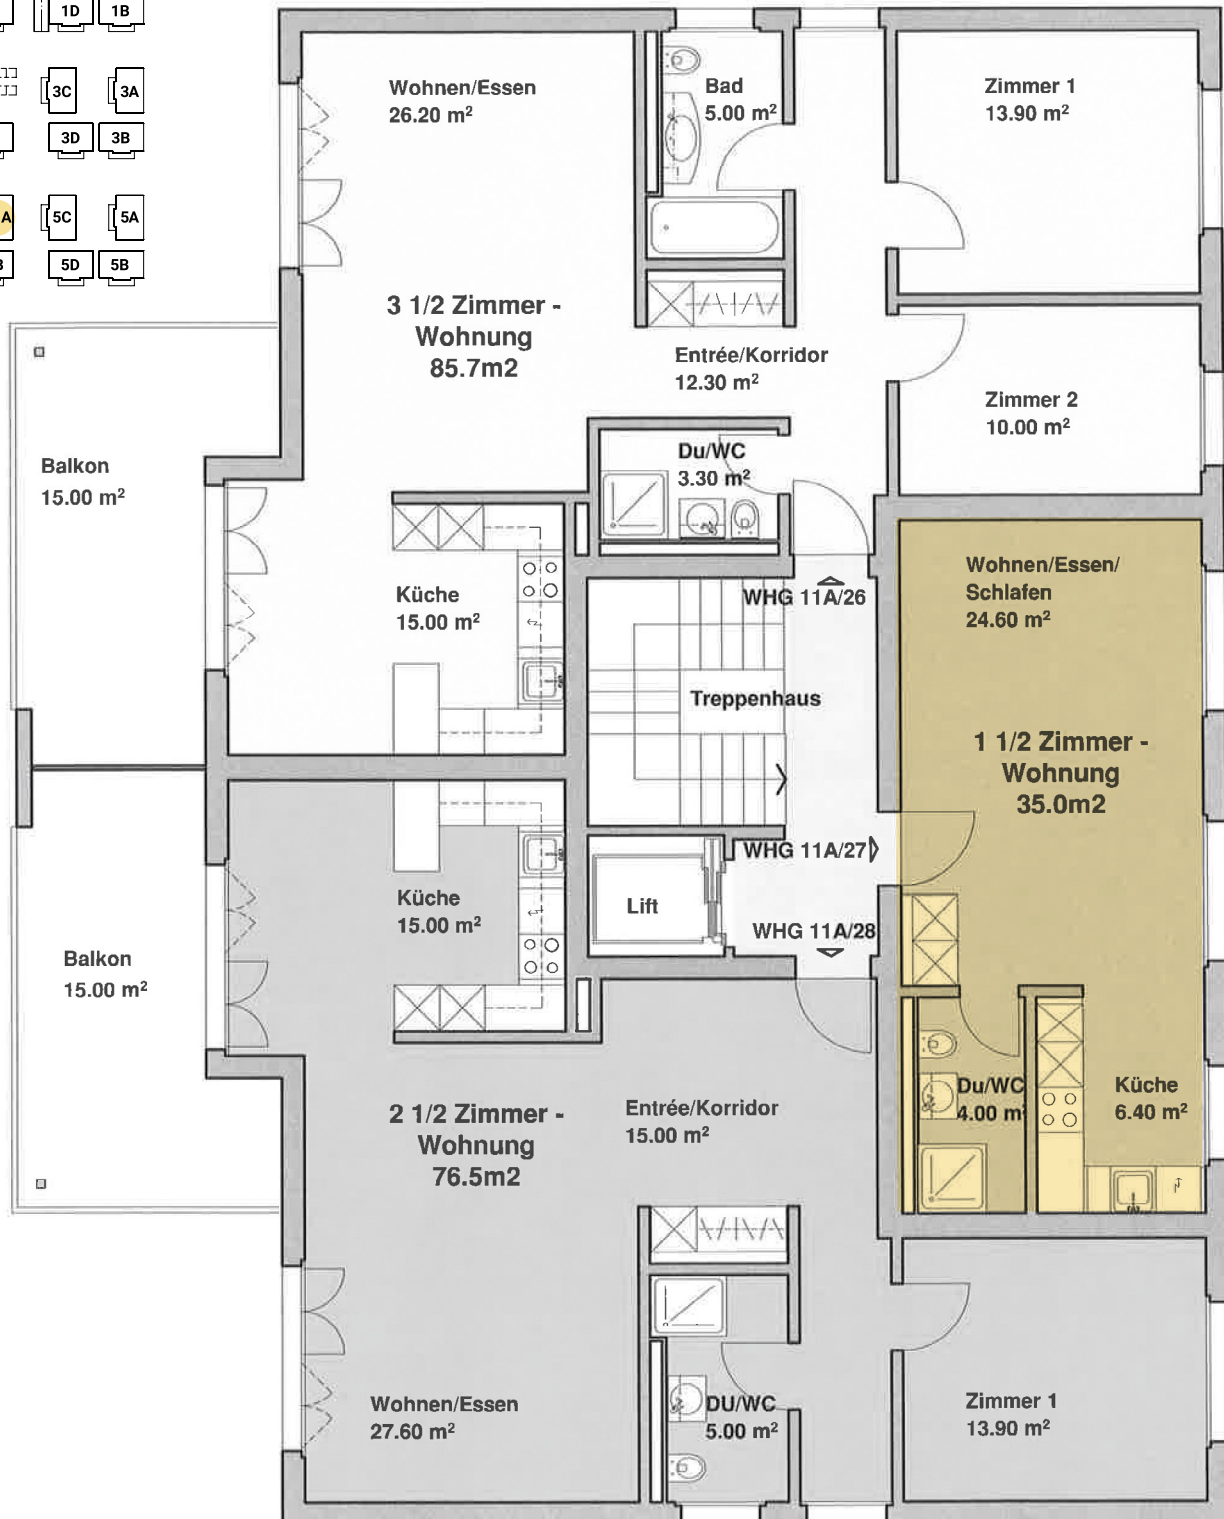 1D
1B
3C
3A
3D
3B
A
5C
5A
5D
5B
Wohnen/Essen
26.20 m²
Bad
5.00 m²
Zimmer 1
13.90 m²
3 1/2 Zimmer -
Wohnung
85.7m2
Entrée/Korridor
12.30 m²
Zimmer 2
10.00 m²
Balkon
15.00 m²
Du/WC
3.30 m²
Küche
15.00 m²
WHG 11A/26
Wohnen/Essen/
Schlafen
24.60 m²
Treppenhaus
1 1/2 Zimmer -
Wohnung
35.0m2
WHG 11A/27
Küche
15.00 m²
Lift
WHG 11A/28
Balkon
15.00 m²
Du/WC
4.00 m²
Küche
6.40 m²
2 1/2 Zimmer -
Wohnung
76.5m2
Entrée/Korridor
15.00 m²
Wohnen/Essen
27.60 m²
DU/WC
5.00 m²
Zimmer 1
13.90 m²